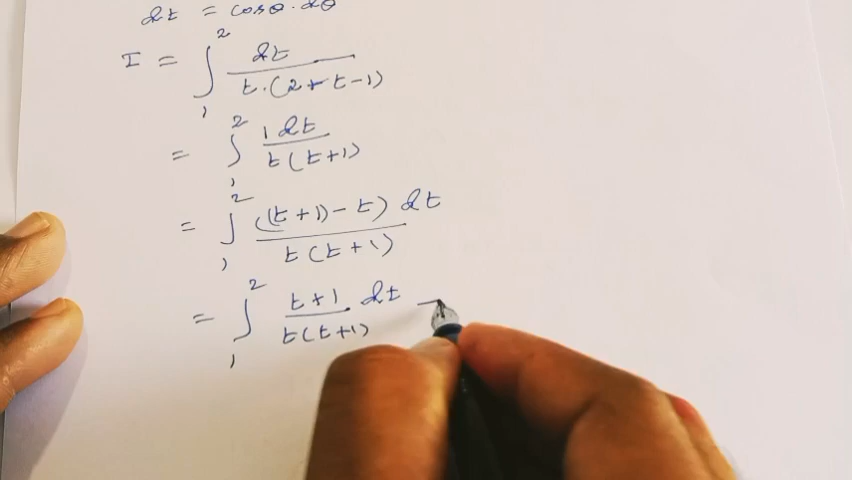 dt = cosθ.dθ
I = ∫₁² dt / t.(2+t-1)
= ∫₁² 1 dt / t(t+1)
= ∫₁² ((t+1)-t) dt / t(t+1)
= ∫₁² t+1 / t(t+1) dt -